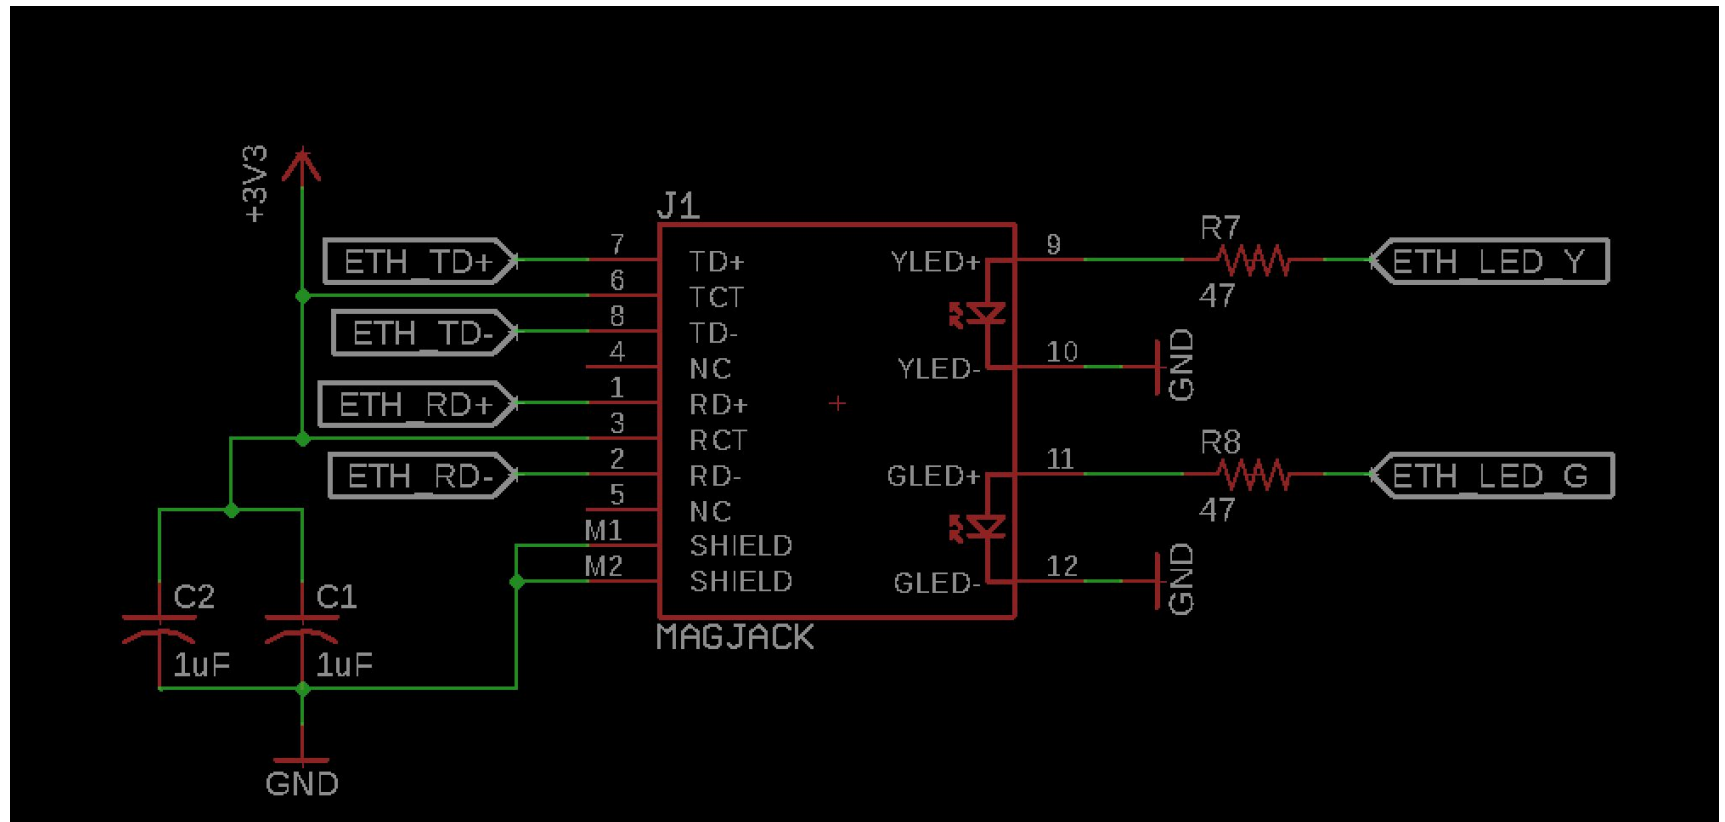 +3V3
J1
ETH_TD+ 7 TD+
6 TCT
ETH_TD- 8 TD-
4 NC
ETH_RD+ 1 RD+
3 RCT
ETH_RD- 2 RD-
5 NC
M1 SHIELD
M2 SHIELD
MAGJACK
YLED+ 9 R7 47 ETH_LED_Y
YLED- 10 GND
GLED+ 11 R8 47 ETH_LED_G
GLED- 12 GND
C2 1uF
C1 1uF
GND